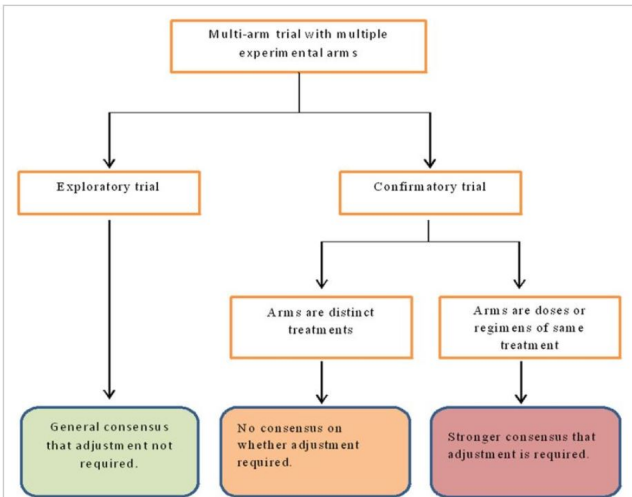 Multi-arm trial with multiple
experimental arms
Exploratory trial
Confirmatory trial
Arms are distinct
treatments
Arms are doses or
regimens of same
treatment
General consensus
that adjustment not
required.
No consensus on
whether adjustment
required.
Stronger consensus that
adjustment is required.